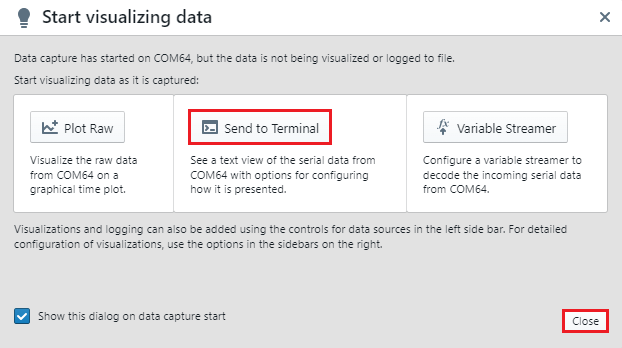 Start visualizing data
Data capture has started on COM64, but the data is not being visualized or logged to file.
Start visualizing data as it is captured:
Plot Raw
Visualize the raw data
from COM64 on a
graphical time plot.
Send to Terminal
See a text view of the serial data from
COM64 with options for configuring
how it is presented.
Variable Streamer
Configure a variable streamer to
decode the incoming serial data
from COM64.
Visualizations and logging can also be added using the controls for data sources in the left side bar. For detailed
configuration of visualizations, use the options in the sidebars on the right.
Show this dialog on data capture start
Close